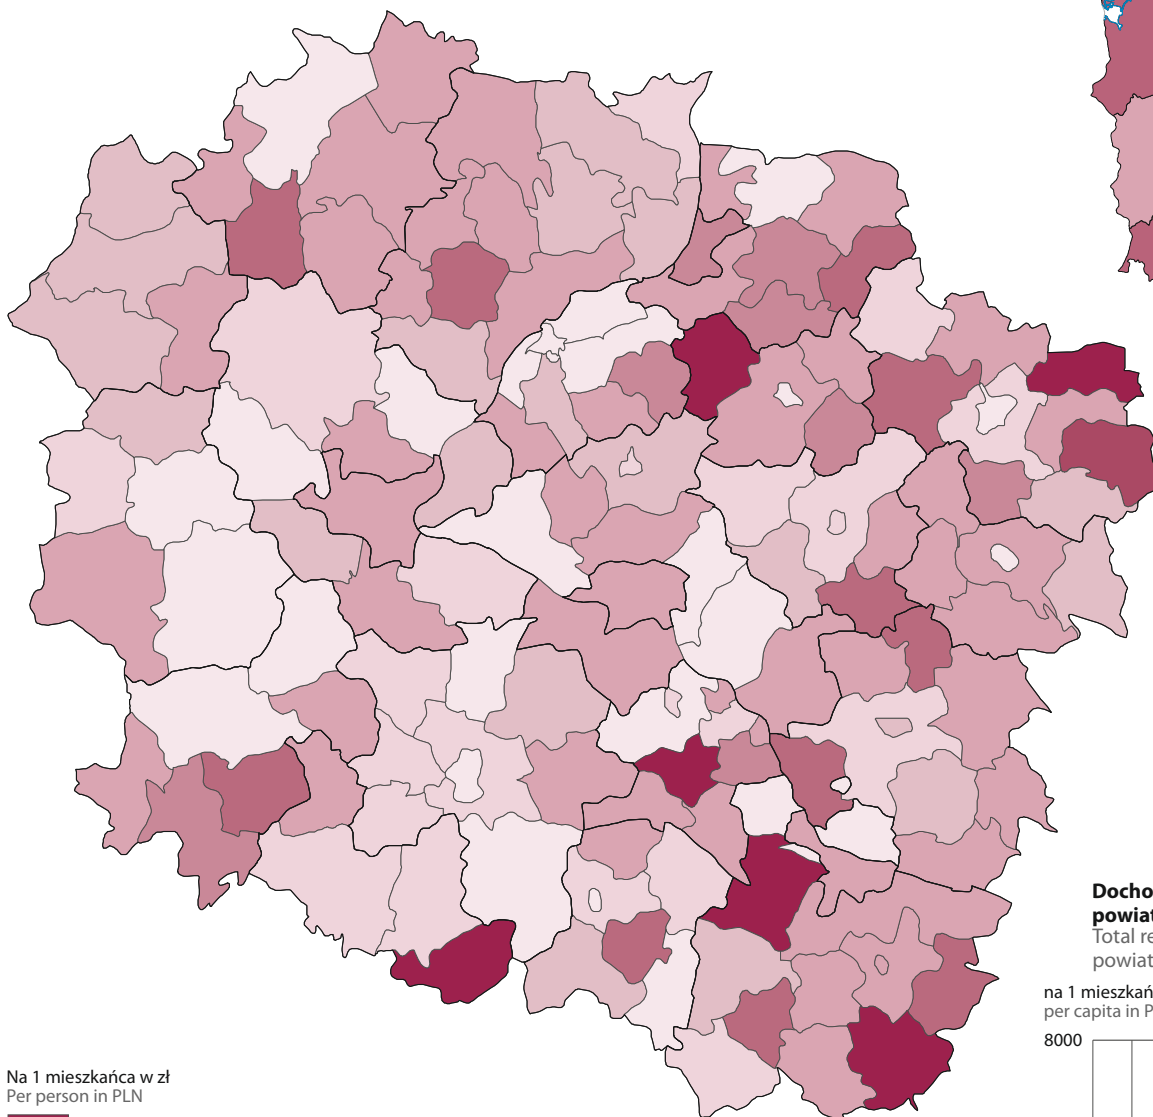 Docho
powiat
Total re
powiat
na 1 mieszkań
per capita in P
8000
Na 1 mieszkańca w zł
Per person in PLN